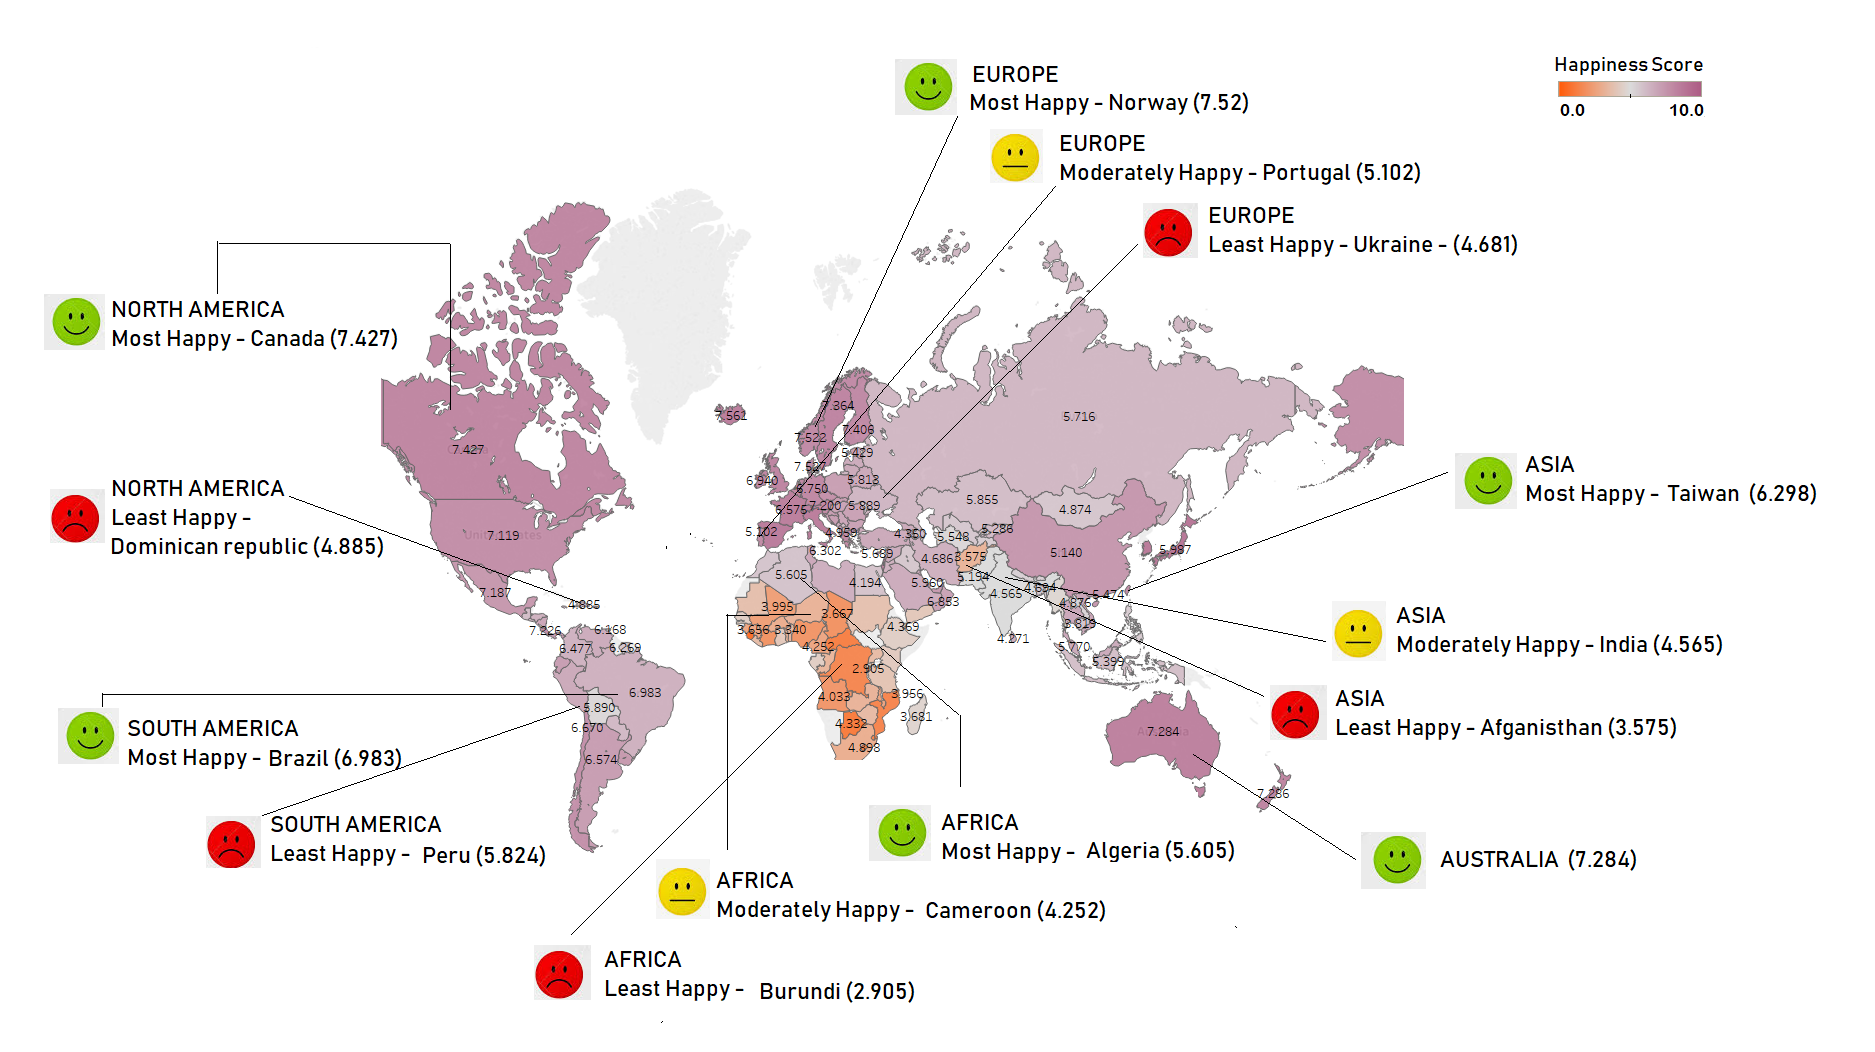 Happiness Score
0.0 10.0
EUROPE
Most Happy - Norway (7.52)
EUROPE
Moderately Happy - Portugal (5.102)
EUROPE
Least Happy - Ukraine - (4.681)
NORTH AMERICA
Most Happy - Canada (7.427)
NORTH AMERICA
Least Happy -
Dominican republic (4.885)
SOUTH AMERICA
Most Happy - Brazil (6.983)
SOUTH AMERICA
Least Happy - Peru (5.824)
AFRICA
Moderately Happy - Cameroon (4.252)
AFRICA
Least Happy - Burundi (2.905)
AFRICA
Most Happy - Algeria (5.605)
ASIA
Most Happy - Taiwan (6.298)
ASIA
Moderately Happy - India (4.565)
ASIA
Least Happy - Afganisthan (3.575)
AUSTRALIA (7.284)
7.427
7.119
7.187
4.885
7.226
6.168
6.477
6.269
6.983
5.890
6.670
6.574
7.561
7.364
7.522
7.406
5.429
6.940
6.750
5.813
7.200
5.889
5.102
4.959
6.302
5.605
4.194
3.995
3.667
3.656
3.340
4.252
4.369
2.905
4.033
3.956
4.332
3.681
4.898
5.716
5.855
4.874
5.286
5.548
4.350
4.686
3.575
5.140
5.987
5.960
6.853
5.194
4.565
4.694
4.876
5.474
3.819
4.271
5.770
5.399
7.284
7.286